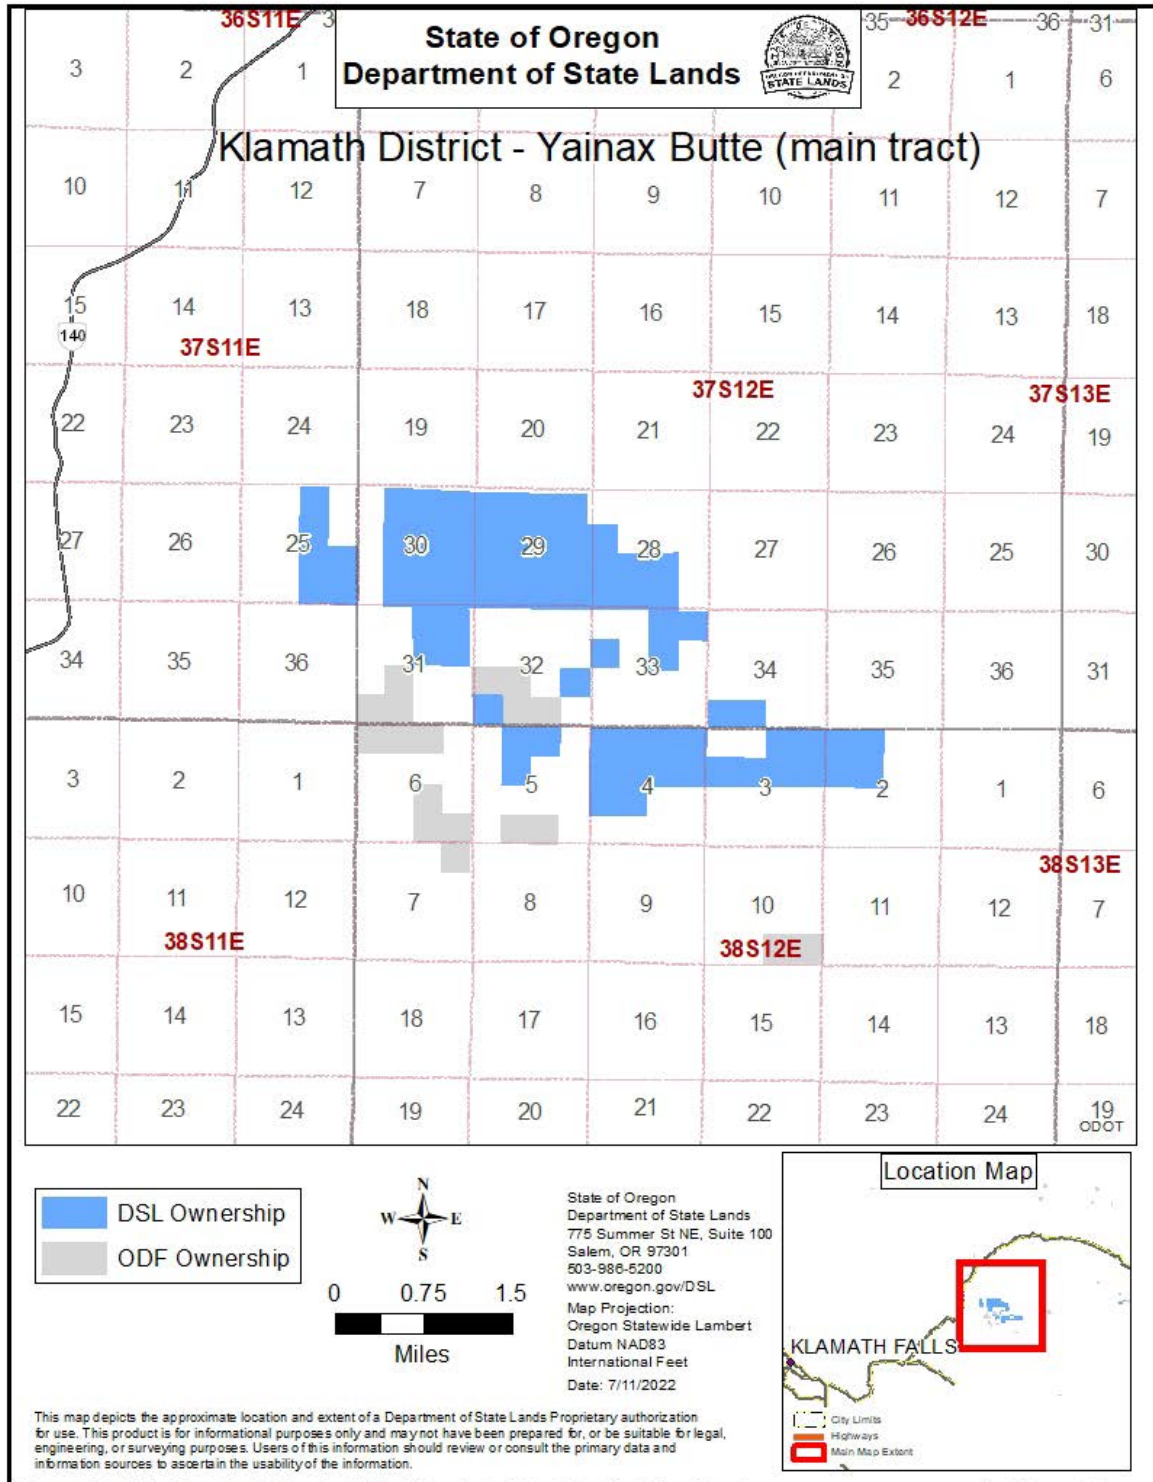 36S11E 3
State of Oregon
Department of State Lands
STATE LANDS
35 36S12E 36 31
3 2 1 2 1 6
Klamath District - Yainax Butte (main tract)
10 11 12 7 8 9 10 11 12 7
15 14 13 18 17 16 15 14 13 18
140
37S11E
37S12E 37S13E
22 23 24 19 20 21 22 23 24 19
27 26 25 30 29 28 27 26 25 30
34 35 36 31 32 33 34 35 36 31
3 2 1 6 5 4 3 2 1 6
38S13E
10 11 12 7 8 9 10 11 12 7
38S11E 38S12E
15 14 13 18 17 16 15 14 13 18
22 23 24 19 20 21 22 23 24 19
ODOT
DSL Ownership
ODF Ownership
N
W E
S
0 0.75 1.5
Miles
State of Oregon
Department of State Lands
775 Summer St NE, Suite 100
Salem, OR 97301
503-986-5200
www.oregon.gov/DSL
Map Projection:
Oregon Statewide Lambert
Datum NAD83
International Feet
Date: 7/11/2022
Location Map
KLAMATH FALLS
City Limits
Highways
Main Map Extent
This map depicts the approximate location and extent of a Department of State Lands Proprietary authorization
for use. This product is for informational purposes only and may not have been prepared for, or be suitable for legal,
engineering, or surveying purposes. Users of this information should review or consult the primary data and
information sources to ascertain the usability of the information.